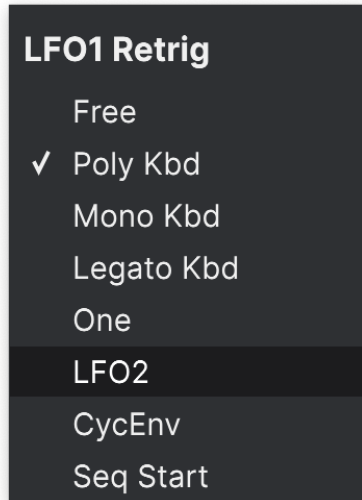 LFO1 Retrig
Free
✓ Poly Kbd
Mono Kbd
Legato Kbd
One
LFO2
CycEnv
Seq Start